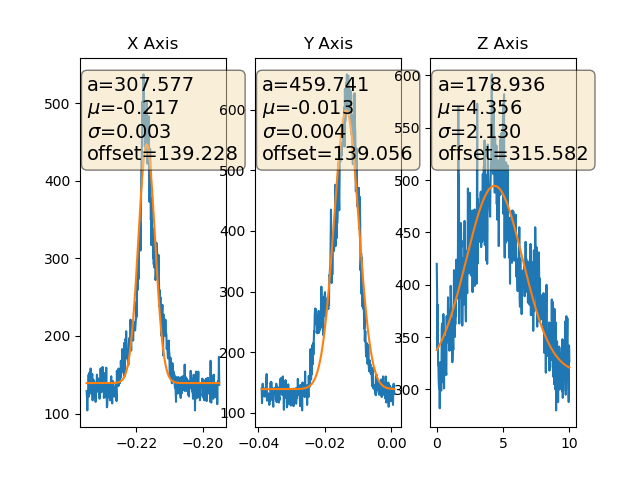 X Axis
Y Axis
Z Axis
a=307.577
μ=-0.217
σ=0.003
offset=139.228
a=459.741
μ=-0.013
σ=0.004
offset=139.056
a=178.936
μ=4.356
σ=2.130
offset=315.582
500
400
300
200
100
−0.22
−0.20
600
500
400
300
200
100
−0.04
−0.02
0.00
600
550
500
450
400
350
300
0
5
10